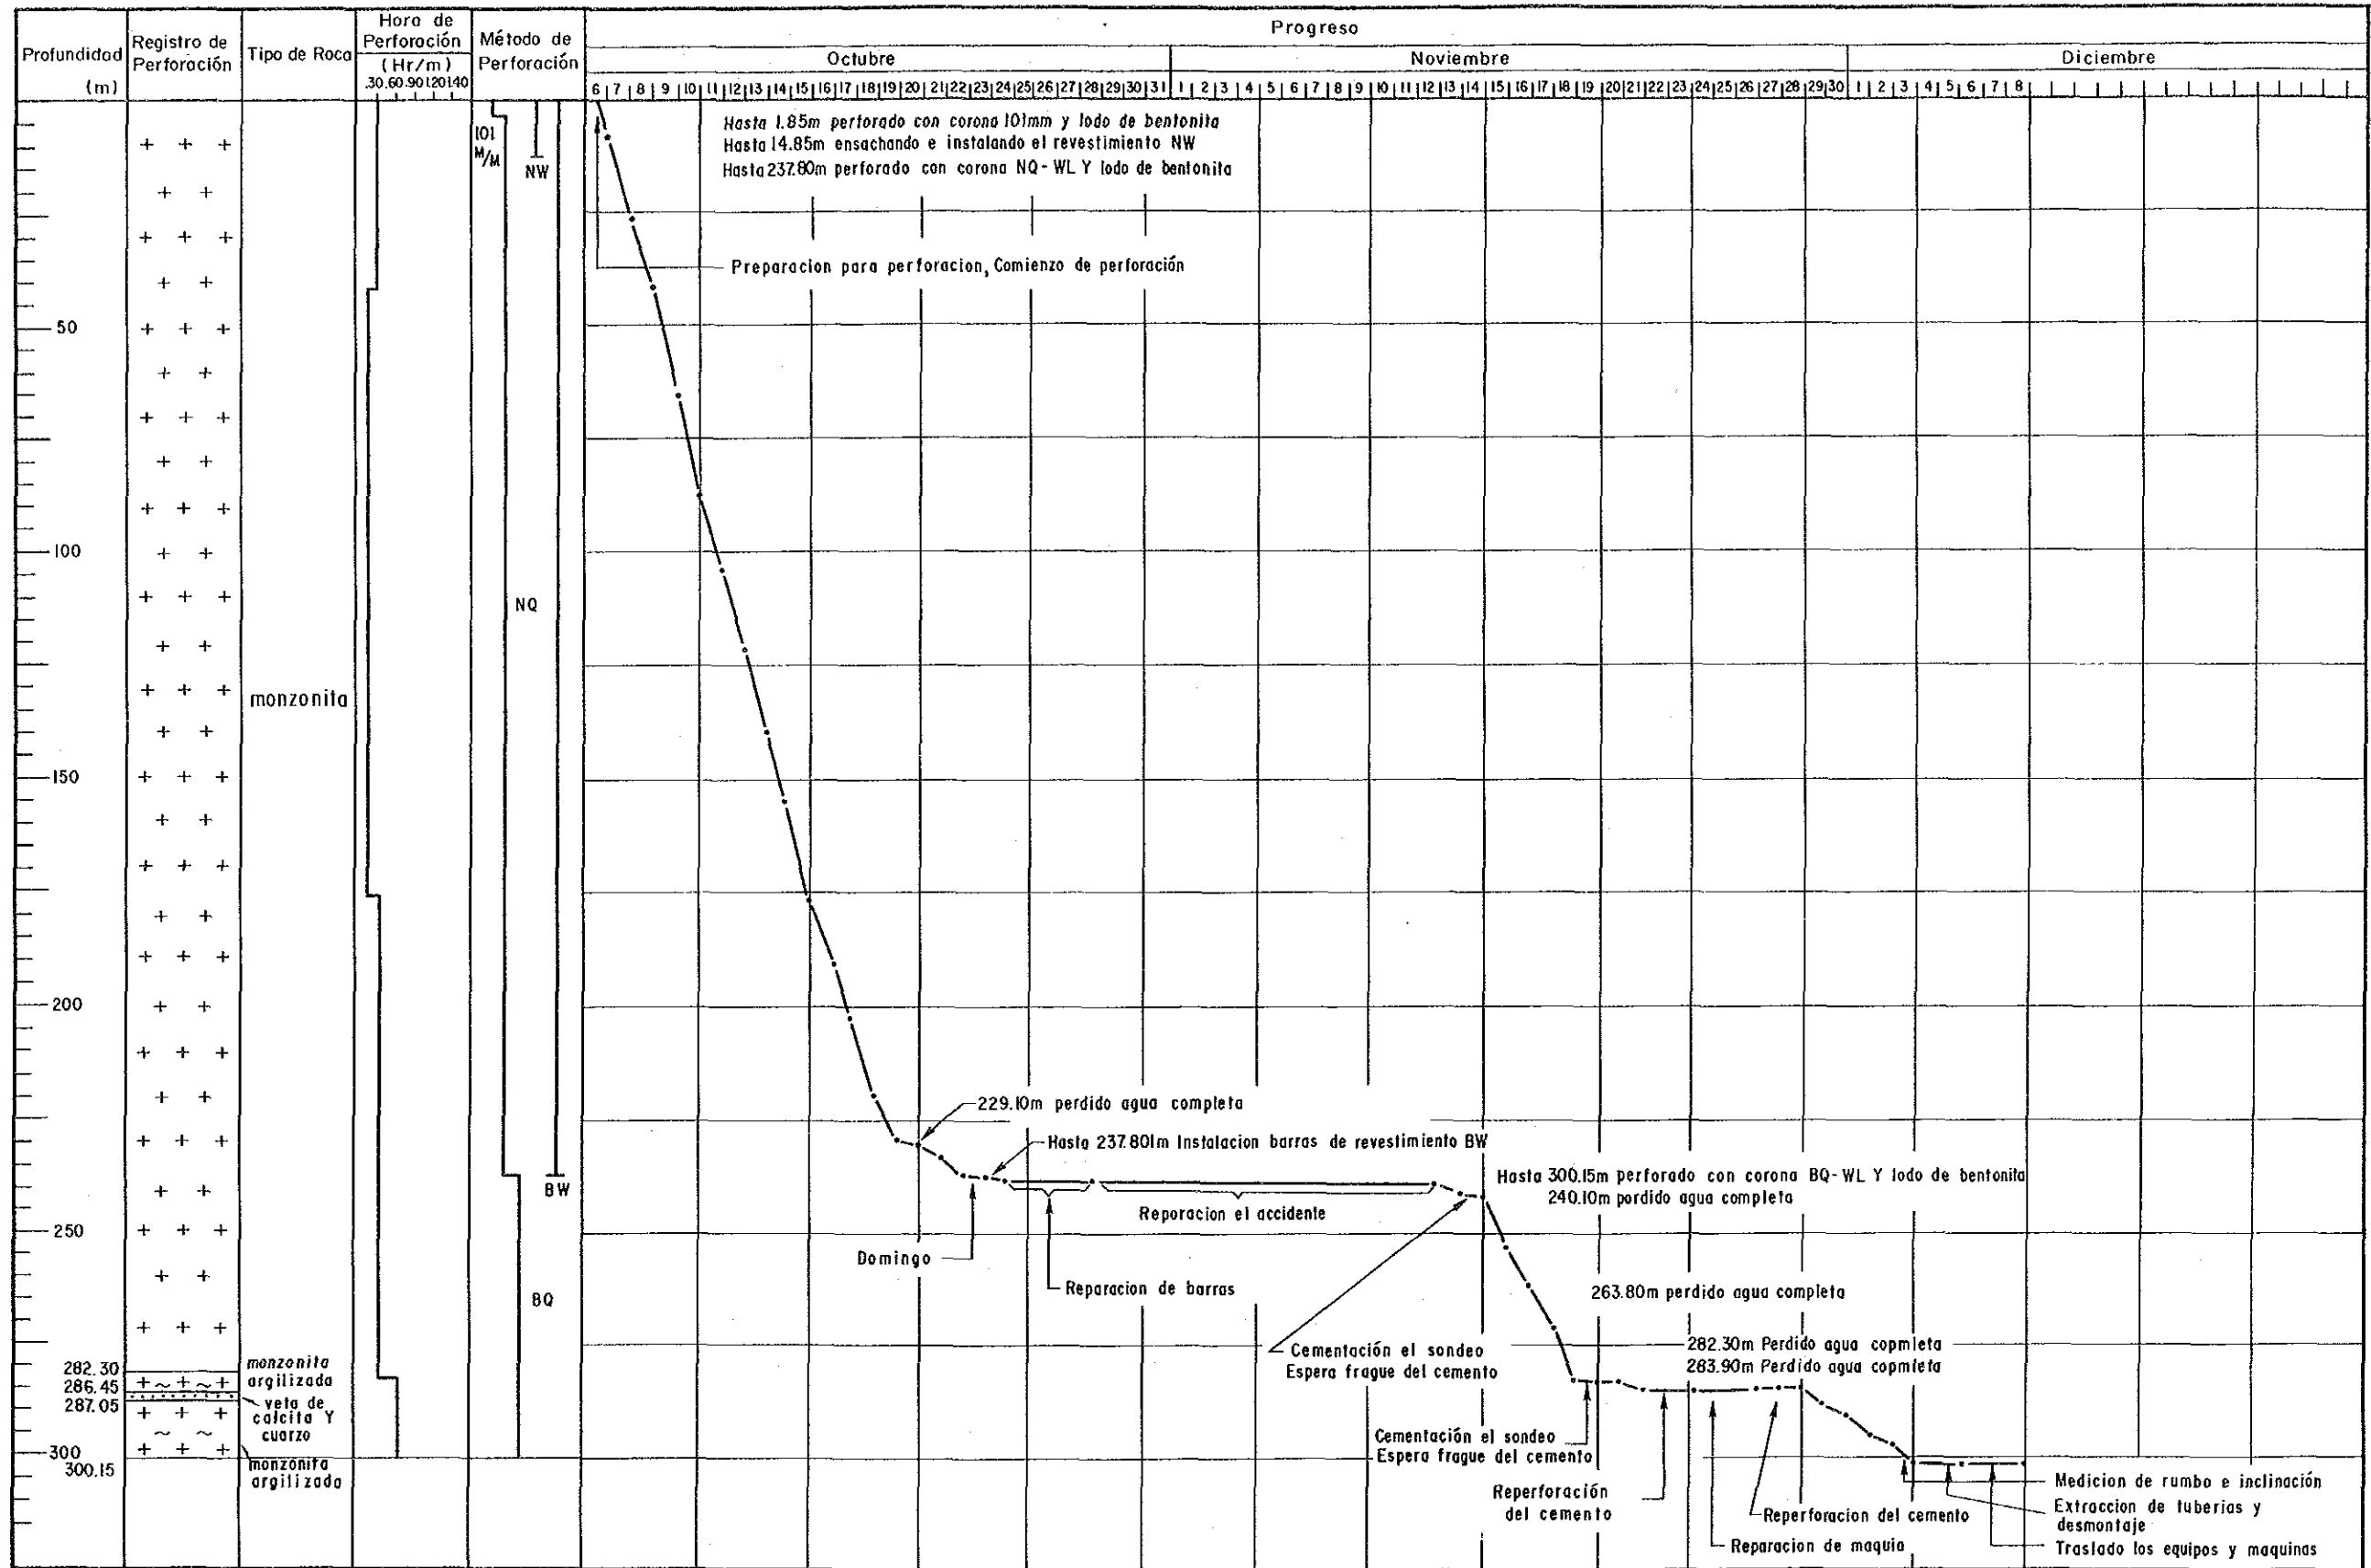 Profundidad
(m)
Registro de
Perforación
Tipo de Roca
Hora de
Perforación
(Hr/m)
.30.60.90 1.20 1.40
Método de
Perforación
Progreso
Octubre
Noviembre
Diciembre
6 7 8 9 10 11 12 13 14 15 16 17 18 19 20 21 22 23 24 25 26 27 28 29 30 31 1 2 3 4 5 6 7 8 9 10 11 12 13 14 15 16 17 18 19 20 21 22 23 24 25 26 27 28 29 30 1 2 3 4 5 6 7 8
101
M/M
NW
Hasta 1.85m perforado con corona 101mm y lodo de bentonita
Hasta 14.85m ensachando e instalando el revestimiento NW
Hasta 237.80m perforado con corona NQ-WL Y lodo de bentonita
Preparacion para perforacion, Comienzo de perforación
50
100
NQ
monzonita
150
200
229.10m perdido agua completa
Hasta 237.801m Instalacion barras de revestimiento BW
BW
Hasta 300.15m perforado con corona BQ-WL Y lodo de bentonita
240.10m pordido agua completa
Reporacion el accidente
250
Domingo
Reparacion de barras
BQ
263.80m perdido agua completa
Cementación el sondeo
Espera frague del cemento
282.30m Perdido agua copmleta
283.90m Perdido agua copmleta
282.30
286.45
287.05
monzonita
argilizada
veta de
calcita Y
cuarzo
Cementación el sondeo
Espera frague del cemento
300
300.15
monzonita
argilizada
Reperforación
del cemento
Reperforacion del cemento
Reparacion de maquia
Medicion de rumbo e inclinación
Extraccion de tuberias y
desmontaje
Traslado los equipos y maquinas